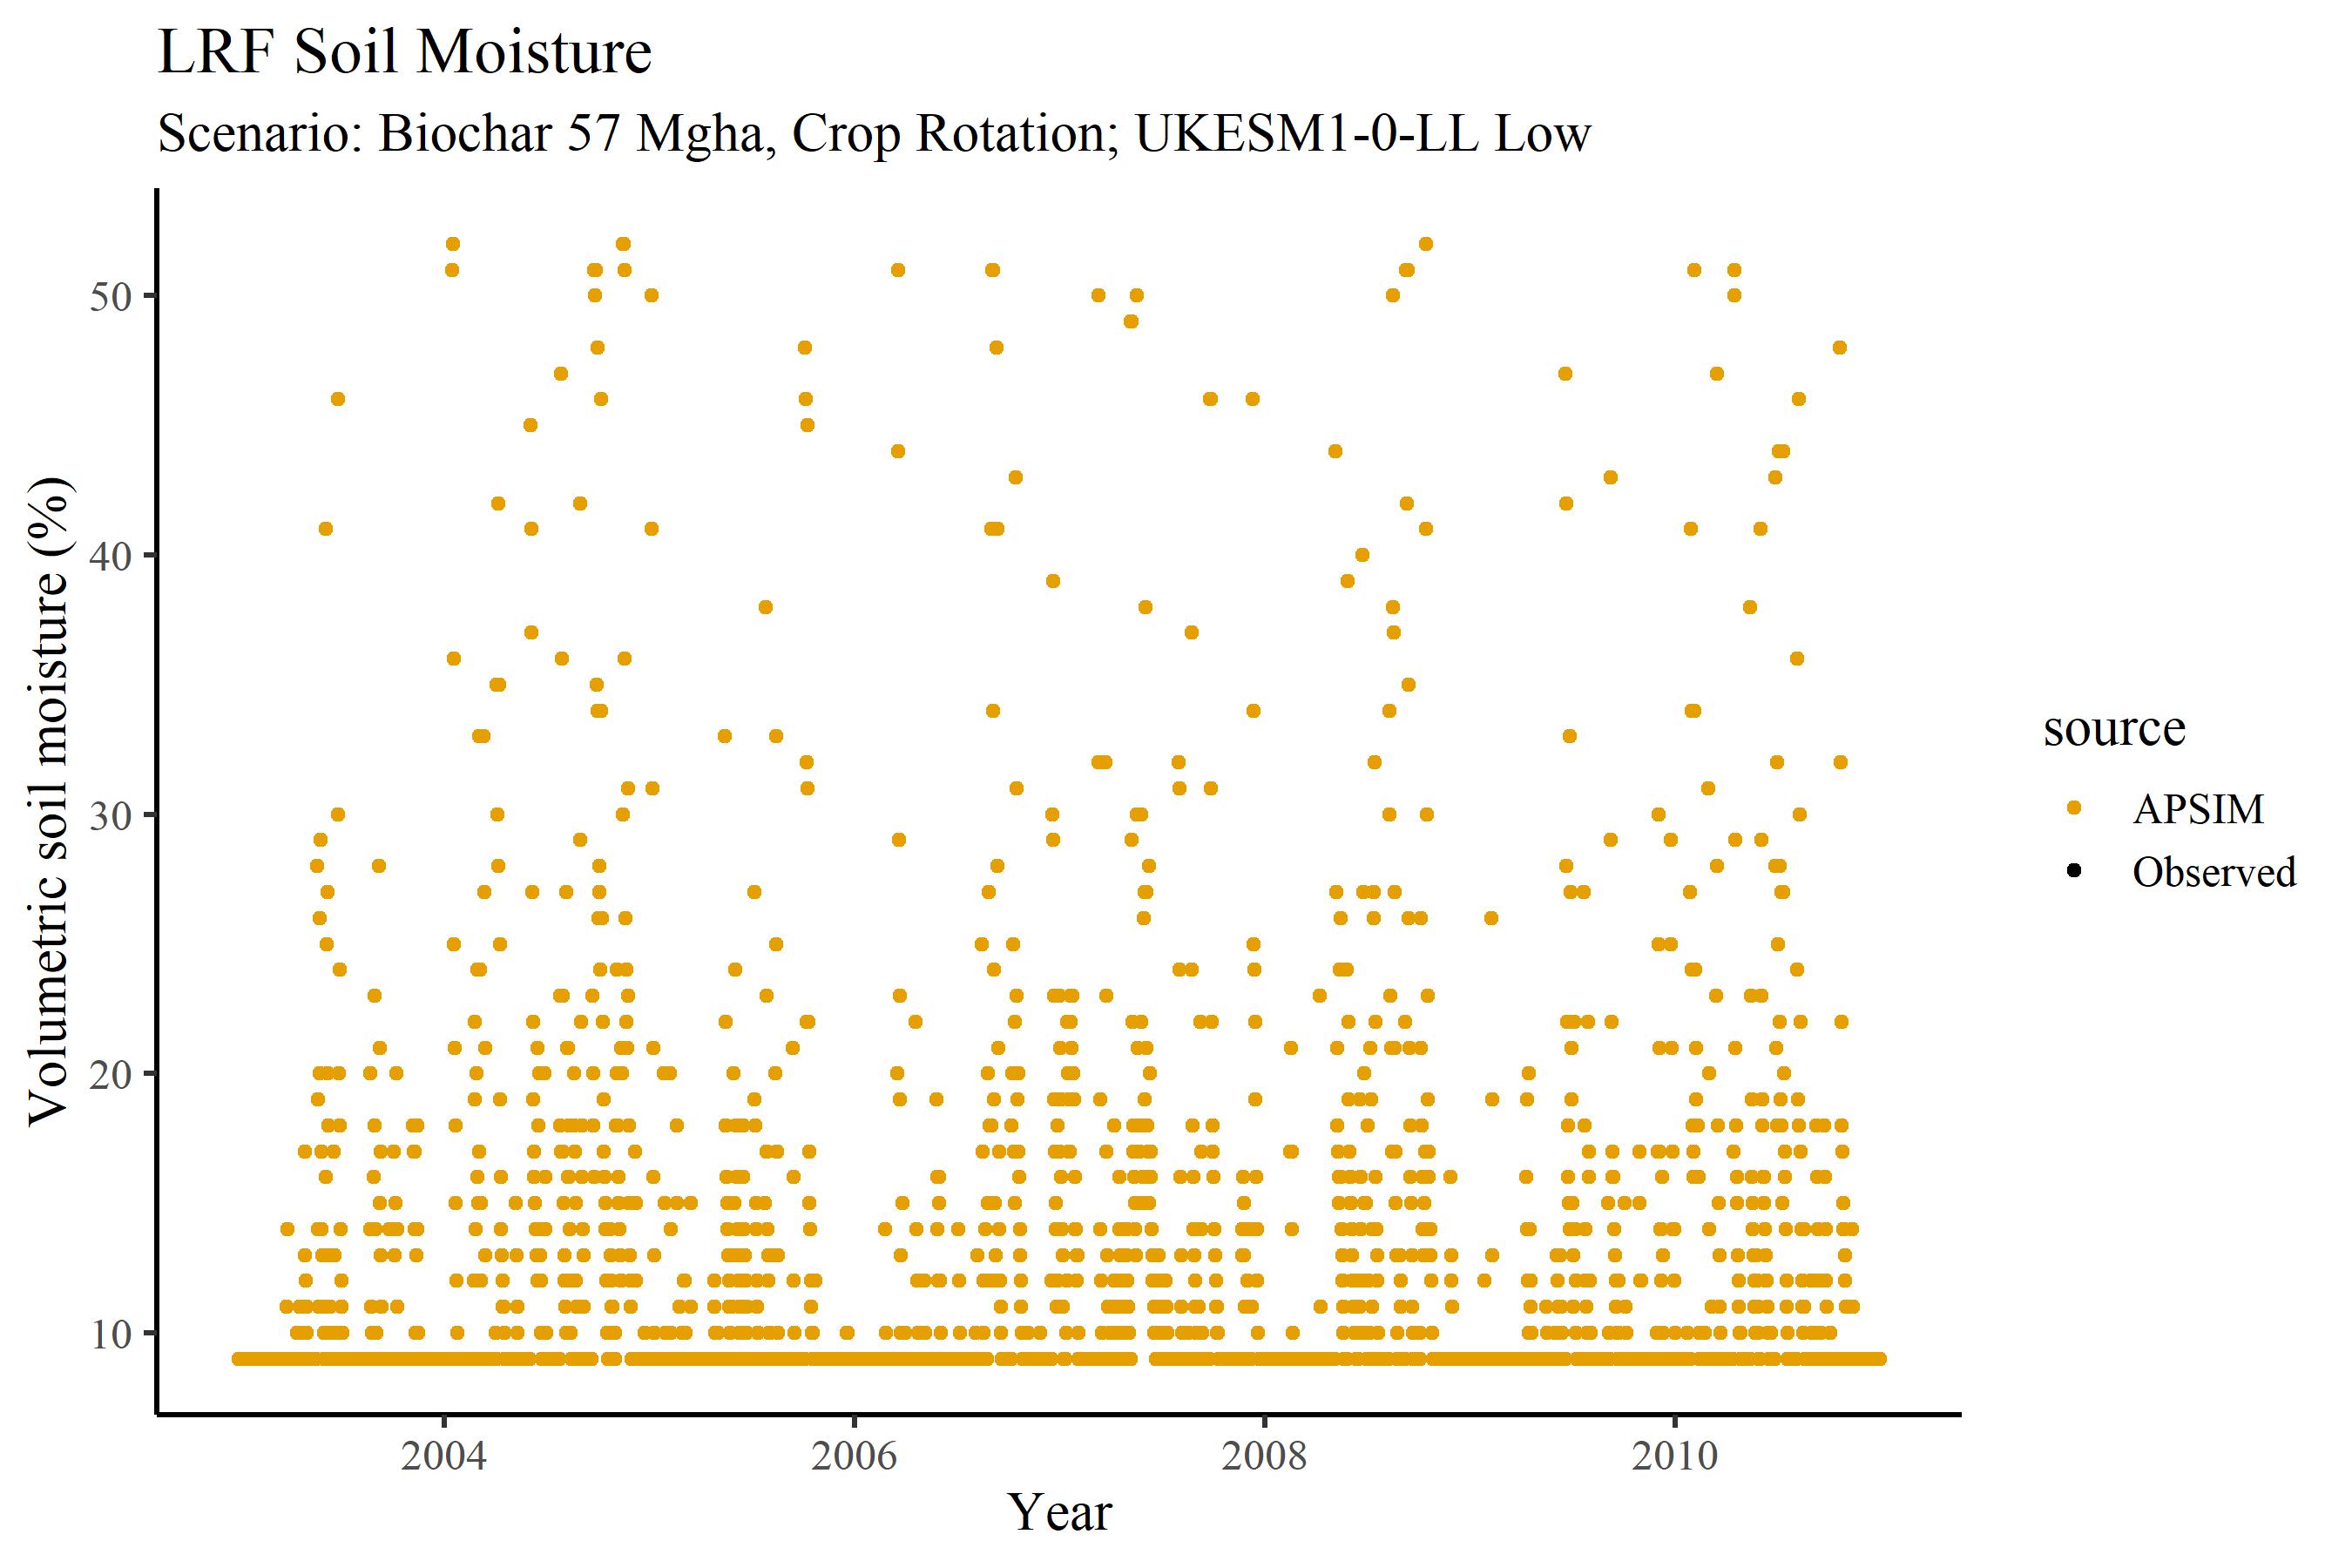 LRF Soil Moisture
Scenario: Biochar 57 Mgha, Crop Rotation; UKESM1-0-LL Low
Volumetric soil moisture (%)
50
40
30
20
10
2004
2006
2008
2010
Year
source
APSIM
Observed